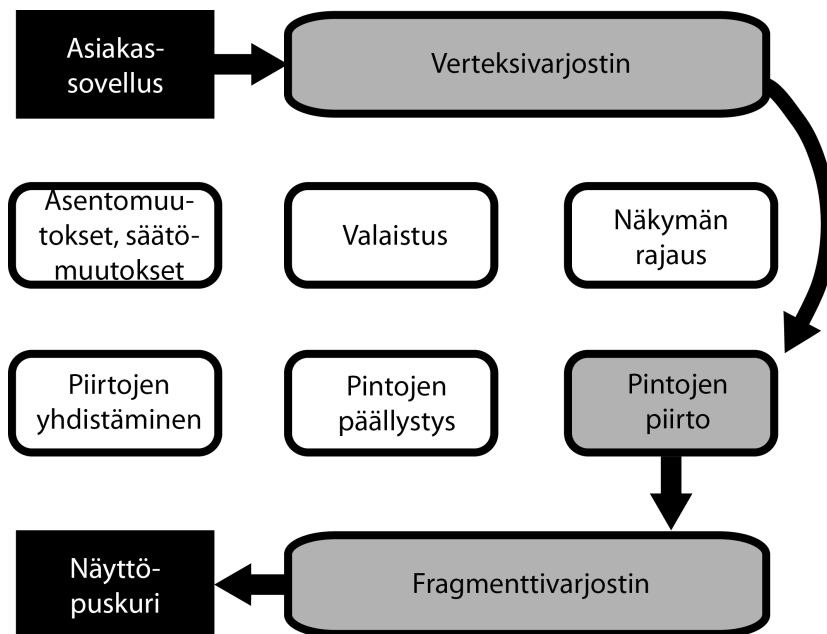 Asiakas-
sovellus
Verteksivarjostin
Asentomuu-
tokset, säätö-
muutokset
Valaistus
Näkymän
rajaus
Piirtojen
yhdistäminen
Pintojen
päällystys
Pintojen
piirto
Näyttö-
puskuri
Fragmenttivarjostin